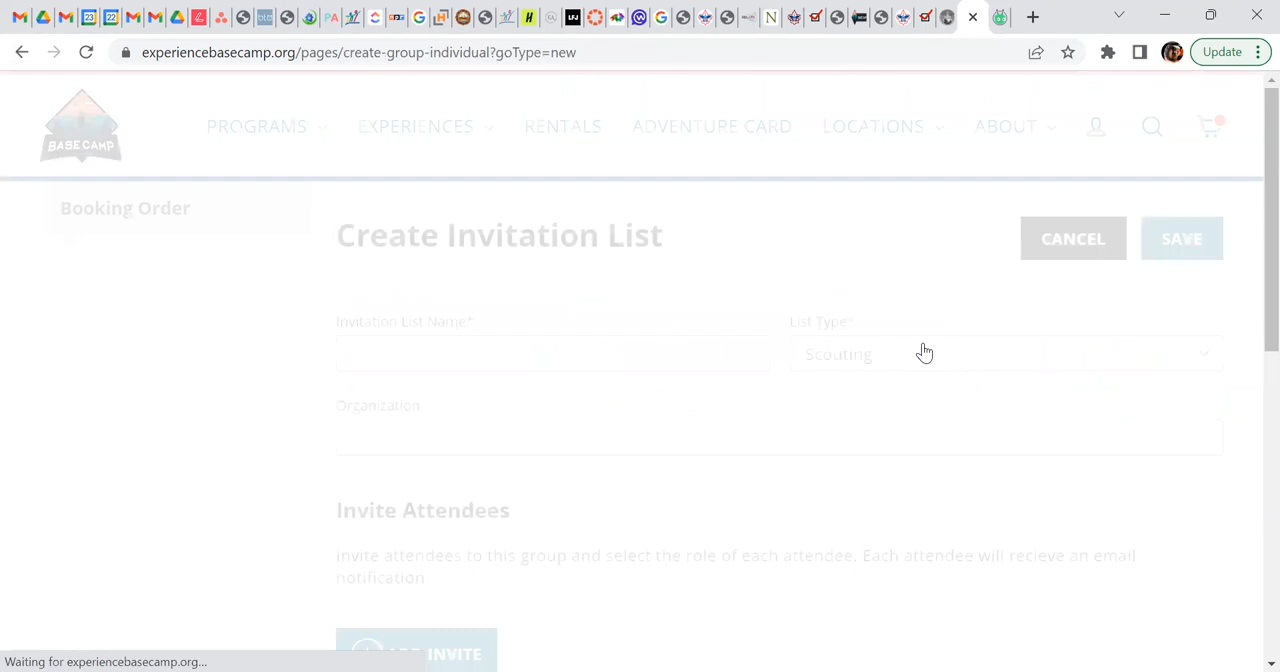 Update
experiencebasecamp.org/pages/create-group-individual?goType=new
BASECAMP
PROGRAMS
EXPERIENCES
RENTALS
ADVENTURE CARD
LOCATIONS
ABOUT
Booking Order
Create Invitation List
CANCEL
SAVE
Invitation List Name*
List Type*
Scouting
Organization
Invite Attendees
Invite attendees to this group and select the role of each attendee. Each attendee will recieve an email
notification
ADD INVITE
Waiting for experiencebasecamp.org...